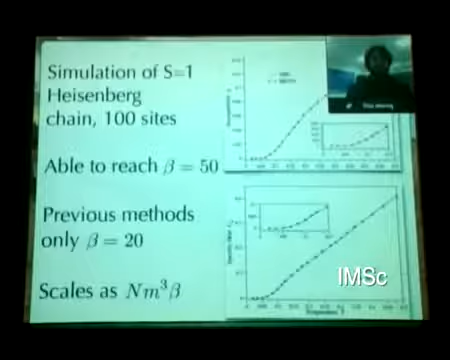 Simulation of S=1
Heisenberg
chain, 100 sites
Able to reach β = 50
Previous methods
only β = 20
Scales as Nm³β
IMSc